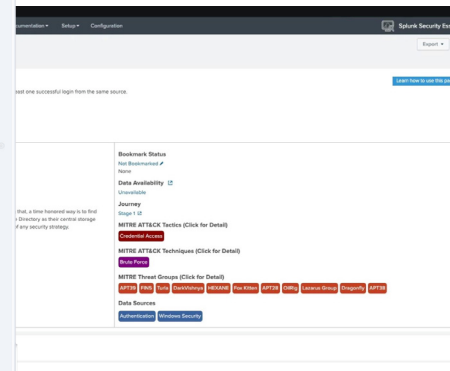 ocumentation Setup Configuration Splunk Security Ess
Export
Learn how to use this pa
east one successful login from the same source.
Bookmark Status
Not Bookmarked
None
Data Availability
Unavailable
Journey
Stage 1
that, a time honored way is to find
e Directory as their central storage
of any security strategy.
MITRE ATT&CK Tactics (Click for Detail)
Credential Access
MITRE ATT&CK Techniques (Click for Detail)
Brute Force
MITRE Threat Groups (Click for Detail)
APT39 FIN5 Turla DarkVishnya HEXANE Fox Kitten APT28 OilRig Lazarus Group Dragonfly APT38
Data Sources
Authentication Windows Security